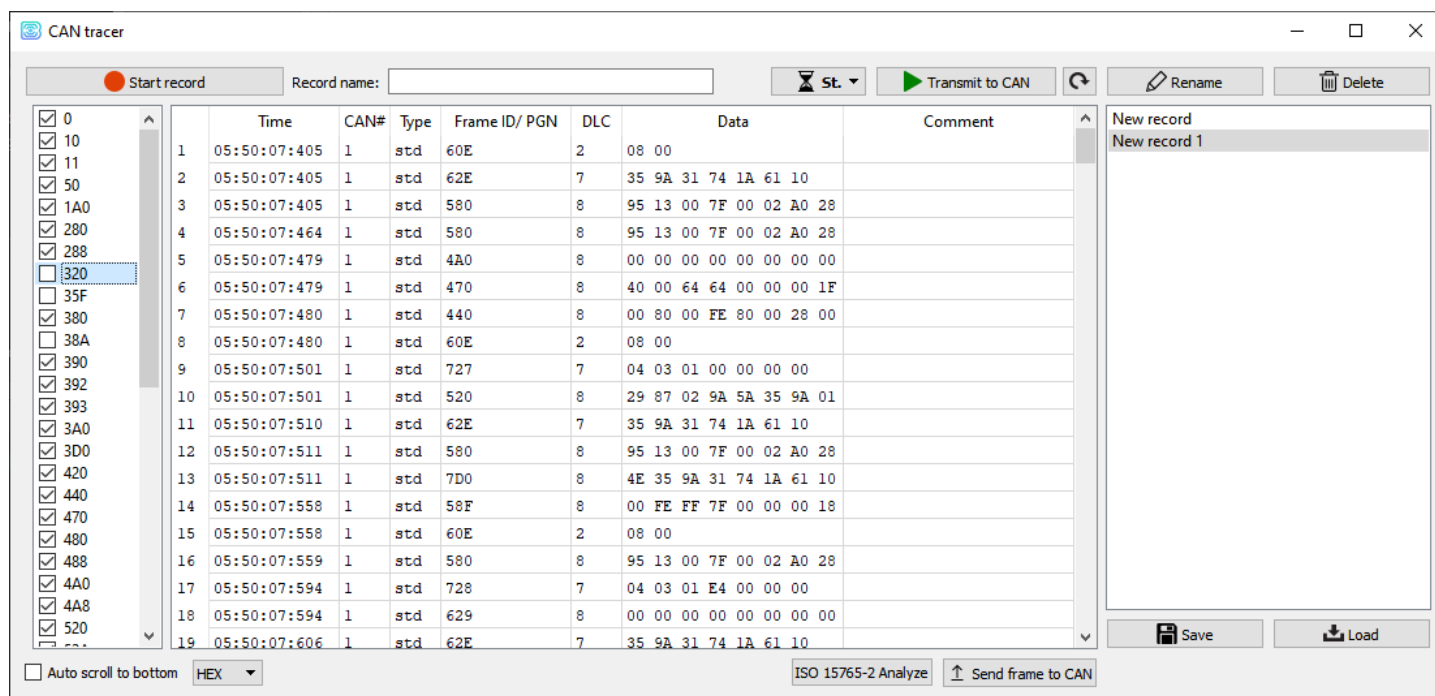 CAN tracer
Start record Record name: St. Transmit to CAN Rename Delete
0
10
11
50
1A0
280
288
320
35F
380
38A
390
392
393
3A0
3D0
420
440
470
480
488
4A0
4A8
520
Time CAN# Type Frame ID/ PGN DLC Data Comment
1 05:50:07:405 1 std 60E 2 08 00
2 05:50:07:405 1 std 62E 7 35 9A 31 74 1A 61 10
3 05:50:07:405 1 std 580 8 95 13 00 7F 00 02 A0 28
4 05:50:07:464 1 std 580 8 95 13 00 7F 00 02 A0 28
5 05:50:07:479 1 std 4A0 8 00 00 00 00 00 00 00 00
6 05:50:07:479 1 std 470 8 40 00 64 64 00 00 00 1F
7 05:50:07:480 1 std 440 8 00 80 00 FE 80 00 28 00
8 05:50:07:480 1 std 60E 2 08 00
9 05:50:07:501 1 std 727 7 04 03 01 00 00 00 00
10 05:50:07:501 1 std 520 8 29 87 02 9A 5A 35 9A 01
11 05:50:07:510 1 std 62E 7 35 9A 31 74 1A 61 10
12 05:50:07:511 1 std 580 8 95 13 00 7F 00 02 A0 28
13 05:50:07:511 1 std 7D0 8 4E 35 9A 31 74 1A 61 10
14 05:50:07:558 1 std 58F 8 00 FE FF 7F 00 00 00 18
15 05:50:07:558 1 std 60E 2 08 00
16 05:50:07:559 1 std 580 8 95 13 00 7F 00 02 A0 28
17 05:50:07:594 1 std 728 7 04 03 01 E4 00 00 00
18 05:50:07:594 1 std 629 8 00 00 00 00 00 00 00 00
19 05:50:07:606 1 std 62E 7 35 9A 31 74 1A 61 10
New record
New record 1
Save Load
Auto scroll to bottom HEX ISO 15765-2 Analyze Send frame to CAN